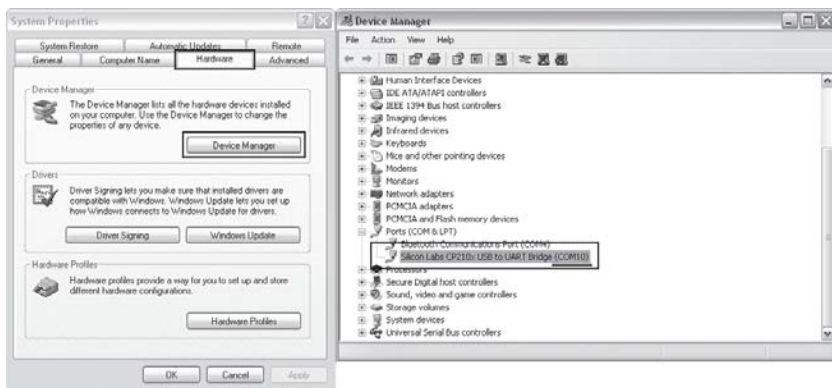 System Properties
System Restore
Automatic Updates
Remote
General
Computer Name
Hardware
Advanced
Device Manager
The Device Manager lists all the hardware devices installed
on your computer. Use the Device Manager to change the
properties of any device.
Device Manager
Drivers
Driver Signing lets you make sure that installed drivers are
compatible with Windows. Windows Update lets you set up
how Windows connects to Windows Update for drivers.
Driver Signing
Windows Update
Hardware Profiles
Hardware profiles provide a way for you to set up and store
different hardware configurations.
Hardware Profiles
OK
Cancel
Apply
Device Manager
File Action View Help
Human Interface Devices
IDE ATA/ATAPI controllers
IEEE 1394 Bus host controllers
Imaging devices
Infrared devices
Keyboards
Mice and other pointing devices
Modems
Monitors
Network adapters
PCMCIA adapters
PCMCIA and Flash memory devices
Ports (COM & LPT)
Bluetooth Communications Port (COM4)
Silicon Labs CP210x USB to UART Bridge (COM10)
Processors
Secure Digital host controllers
Sound, video and game controllers
Storage volumes
System devices
Universal Serial Bus controllers